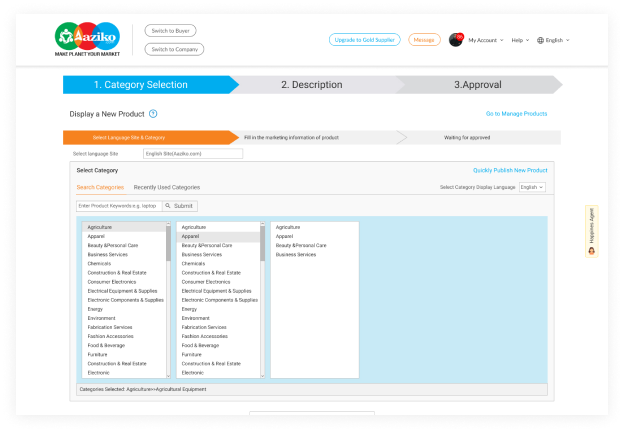 Aaziko
MAKE PLANET YOUR MARKET
Switch to Buyer
Switch to Company
Upgrade to Gold Supplier
Message
My Account
Help
English
1. Category Selection
2. Description
3.Approval
Display a New Product ?
Go to Manage Products
Select Language Site & Category
Fill in the marketing information of product
Waiting for approved
Select language Site
English Site(Aaziko.com)
Select Category
Quickly Publish New Product
Search Categories
Recently Used Categories
Select Category Display Language
English
Enter Product Keywords e.g. laptop
Submit
Agriculture
Apparel
Beauty &Personal Care
Business Services
Chemicals
Construction & Real Estate
Consumer Electronics
Electrical Equipment & Supplies
Electronic Components & Supplies
Energy
Environment
Fabrication Services
Fashion Accessories
Food & Beverage
Furniture
Construction & Real Estate
Electronic
Agriculture
Apparel
Beauty &Personal Care
Business Services
Chemicals
Construction & Real Estate
Consumer Electronics
Electrical Equipment & Supplies
Electronic Components & Supplies
Energy
Environment
Fabrication Services
Fashion Accessories
Food & Beverage
Furniture
Construction & Real Estate
Electronic
Agriculture
Apparel
Beauty &Personal Care
Business Services
Categories Selected: Agriculture>>Agricultural Equipment
Happines Agent